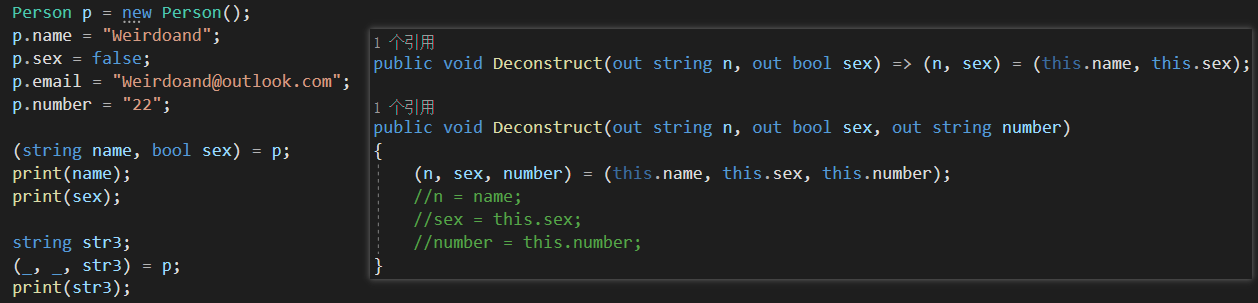 Person p = new Person();
p.name = "Weirdoand";
p.sex = false;
p.email = "Weirdoand@outlook.com";
p.number = "22";
(string name, bool sex) = p;
print(name);
print(sex);
string str3;
(_, _, str3) = p;
print(str3);
1 个引用
public void Deconstruct(out string n, out bool sex) => (n, sex) = (this.name, this.sex);
1 个引用
public void Deconstruct(out string n, out bool sex, out string number)
{
(n, sex, number) = (this.name, this.sex, this.number);
//n = name;
//sex = this.sex;
//number = this.number;
}